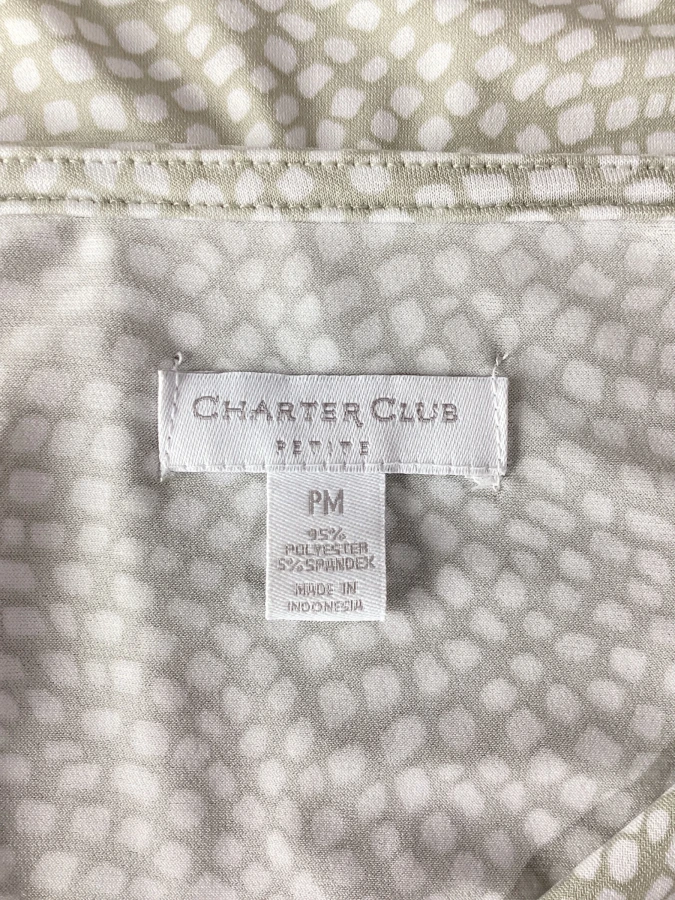 CHARTER CLUB
PETITE
PM
95%
POLYESTER
5% SPANDEX
MADE IN
INDONESIA